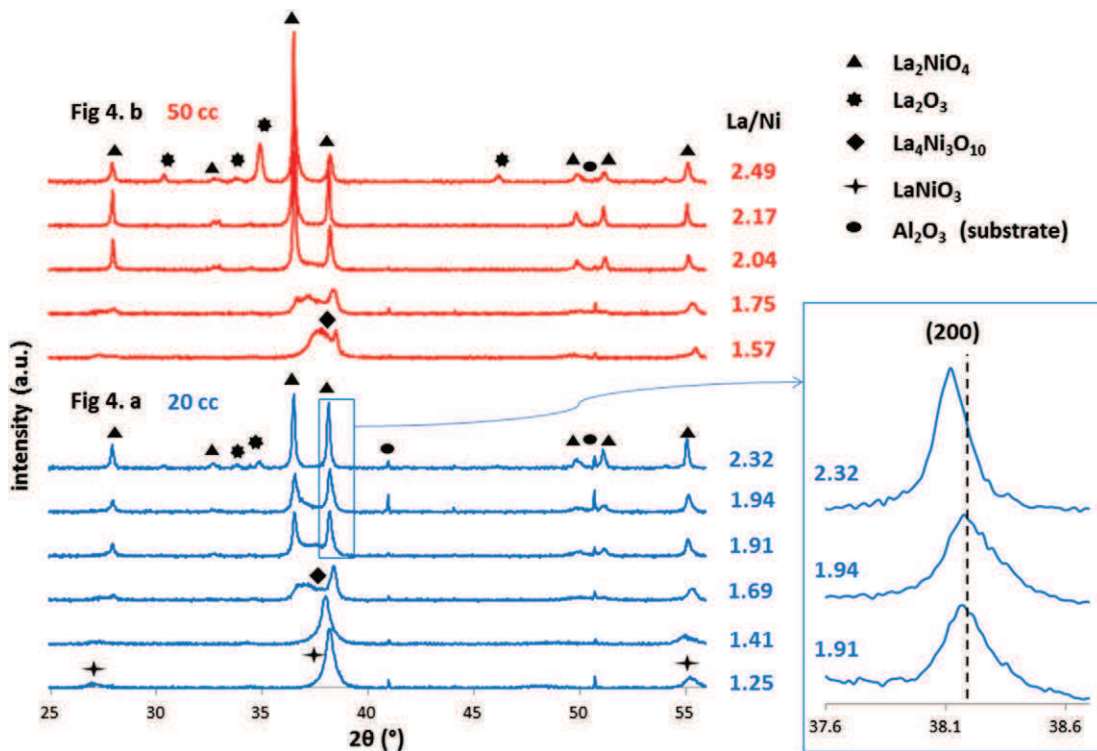 Fig 4. b 50 cc
La/Ni
2.49
2.17
2.04
1.75
1.57
Fig 4. a 20 cc
2.32
1.94
1.91
1.69
1.41
1.25
intensity (a.u.)
25 30 35 40 45 50 55
2θ (°)
La₂NiO₄
La₂O₃
La₄Ni₃O₁₀
LaNiO₃
Al₂O₃ (substrate)
(200)
2.32
1.94
1.91
37.6 38.1 38.6